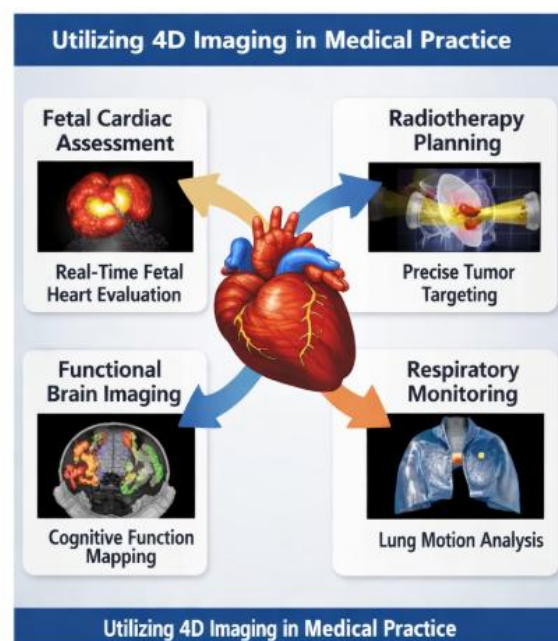 Utilizing 4D Imaging in Medical Practice
Fetal Cardiac
Assessment
Real-Time Fetal
Heart Evaluation
Radiotherapy
Planning
Precise Tumor
Targeting
Functional
Brain Imaging
Cognitive Function
Mapping
Respiratory
Monitoring
Lung Motion Analysis
Utilizing 4D Imaging in Medical Practice